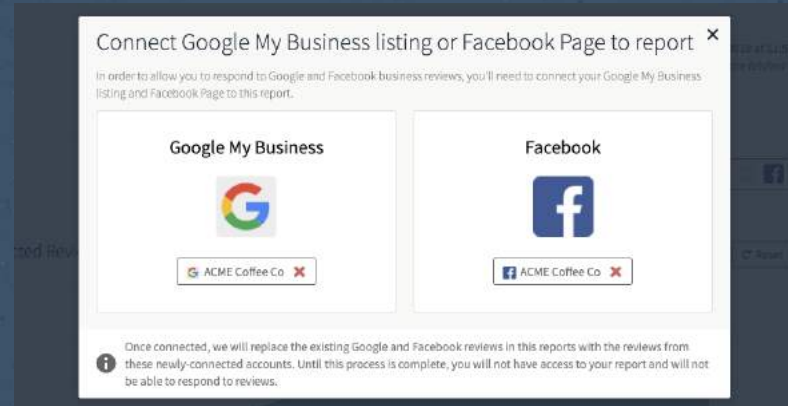 Connect Google My Business listing or Facebook Page to report
In order to allow you to respond to Google and Facebook business reviews, you'll need to connect your Google My Business
listing and Facebook Page to this report.
Google My Business
Facebook
ACME Coffee Co
ACME Coffee Co
Once connected, we will replace the existing Google and Facebook reviews in this reports with the reviews from
these newly-connected accounts. Until this process is complete, you will not have access to your report and will not
be able to respond to reviews.
Reset